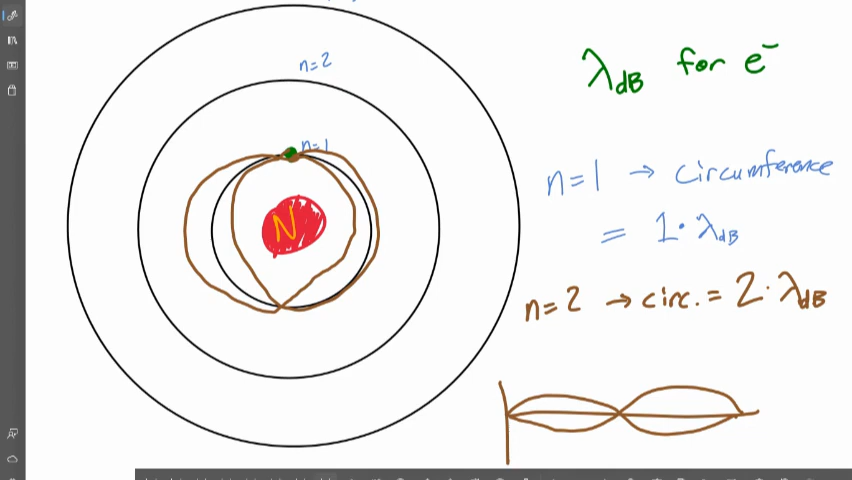 n=2
n=1
N
λdB for e⁻
n=1 → circumference
= 1·λdB
n=2 → circ. = 2·λdB